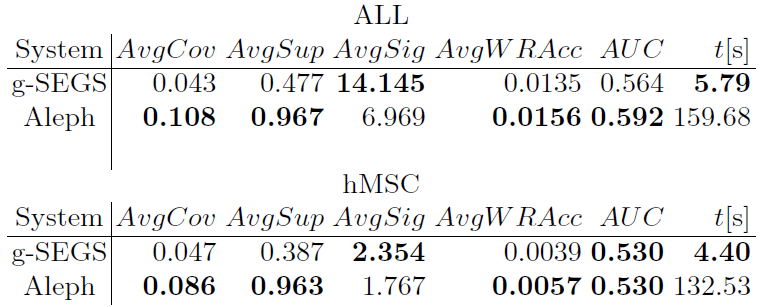 ALL
System AvgCov AvgSup AvgSig AvgWRAcc AUC t[s]
g-SEGS 0.043 0.477 14.145 0.0135 0.564 5.79
Aleph 0.108 0.967 6.969 0.0156 0.592 159.68
hMSC
System AvgCov AvgSup AvgSig AvgWRAcc AUC t[s]
g-SEGS 0.047 0.387 2.354 0.0039 0.530 4.40
Aleph 0.086 0.963 1.767 0.0057 0.530 132.53